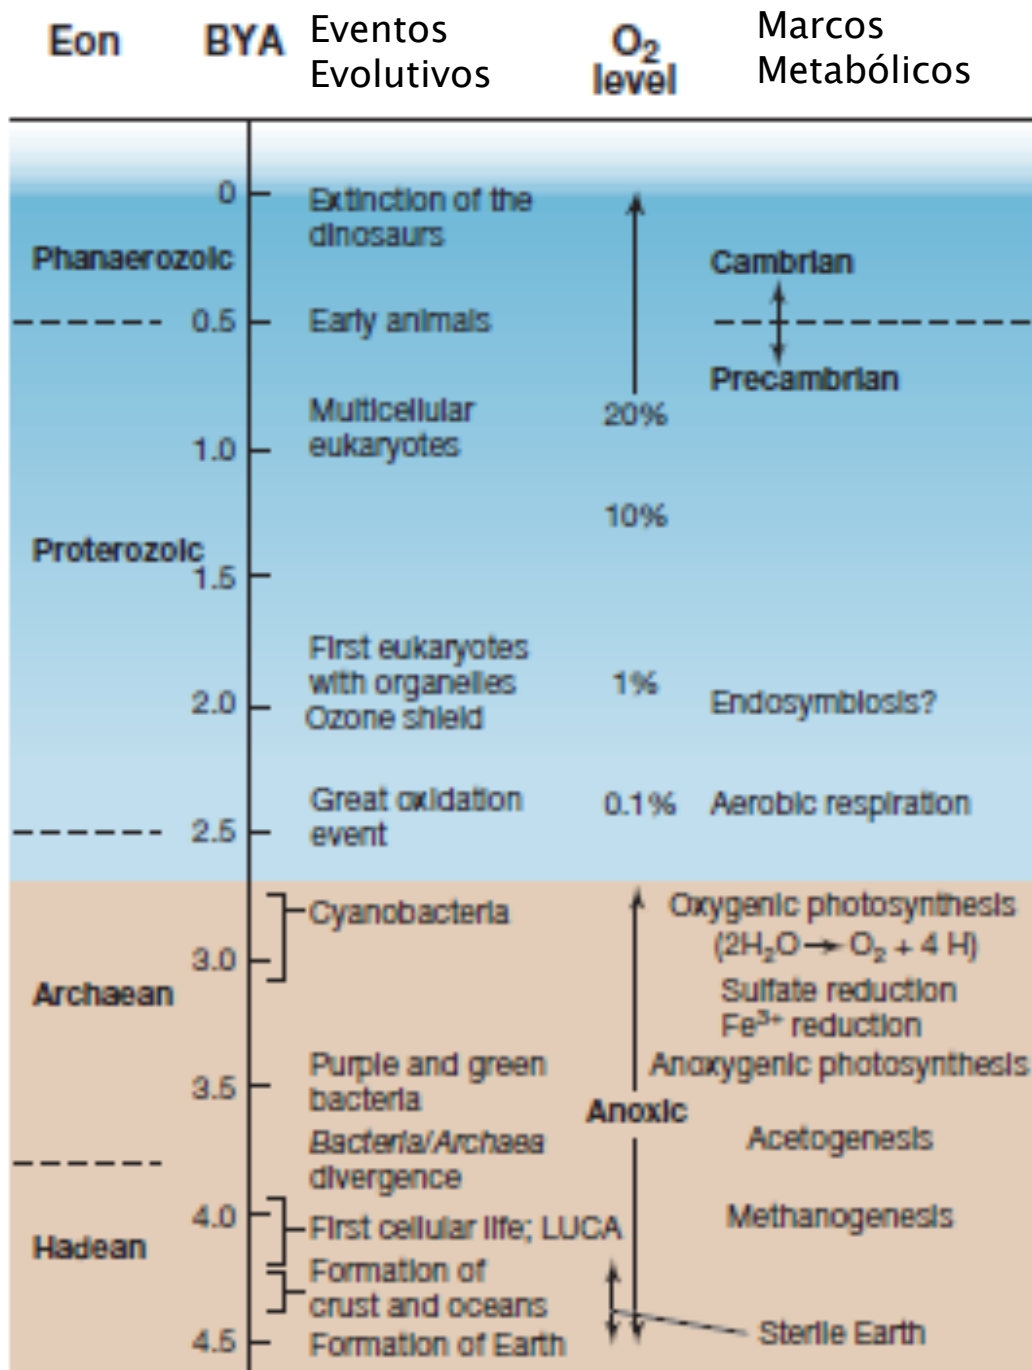 Eon BYA Eventos Evolutivos O₂ level Marcos Metabólicos
0 Extinction of the
dinosaurs
Phanaerozoic Cambrian
0.5 Early animals
Precambrian
Multicellular 20%
1.0 eukaryotes
10%
Proterozoic
1.5
First eukaryotes
with organelles 1%
2.0 Ozone shield Endosymbiosis?
Great oxidation 0.1% Aerobic respiration
2.5 event
Cyanobacteria Oxygenic photosynthesis
3.0 (2H₂O → O₂ + 4 H)
Archaean Sulfate reduction
Fe³⁺ reduction
Purple and green Anoxygenic photosynthesis
3.5 bacteria Anoxic
Bacteria/Archaea Acetogenesis
divergence
4.0 First cellular life; LUCA Methanogenesis
Hadean
Formation of
crust and oceans
4.5 Formation of Earth Sterile Earth